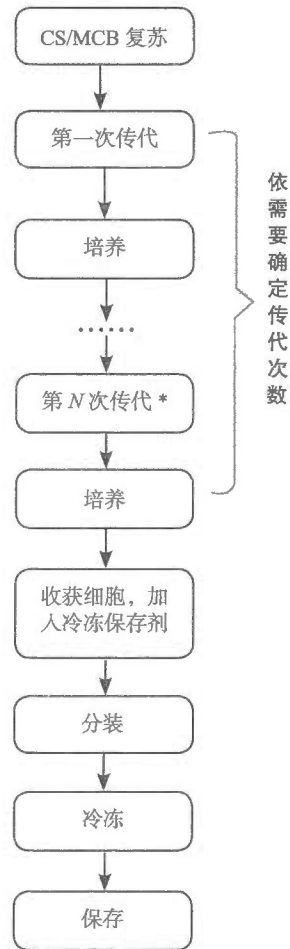 CS/MCB 复苏
第一次传代
培养
……
第 N 次传代 *
培养
收获细胞，加
入冷冻保存剂
分装
冷冻
保存
依需要确定传代次数